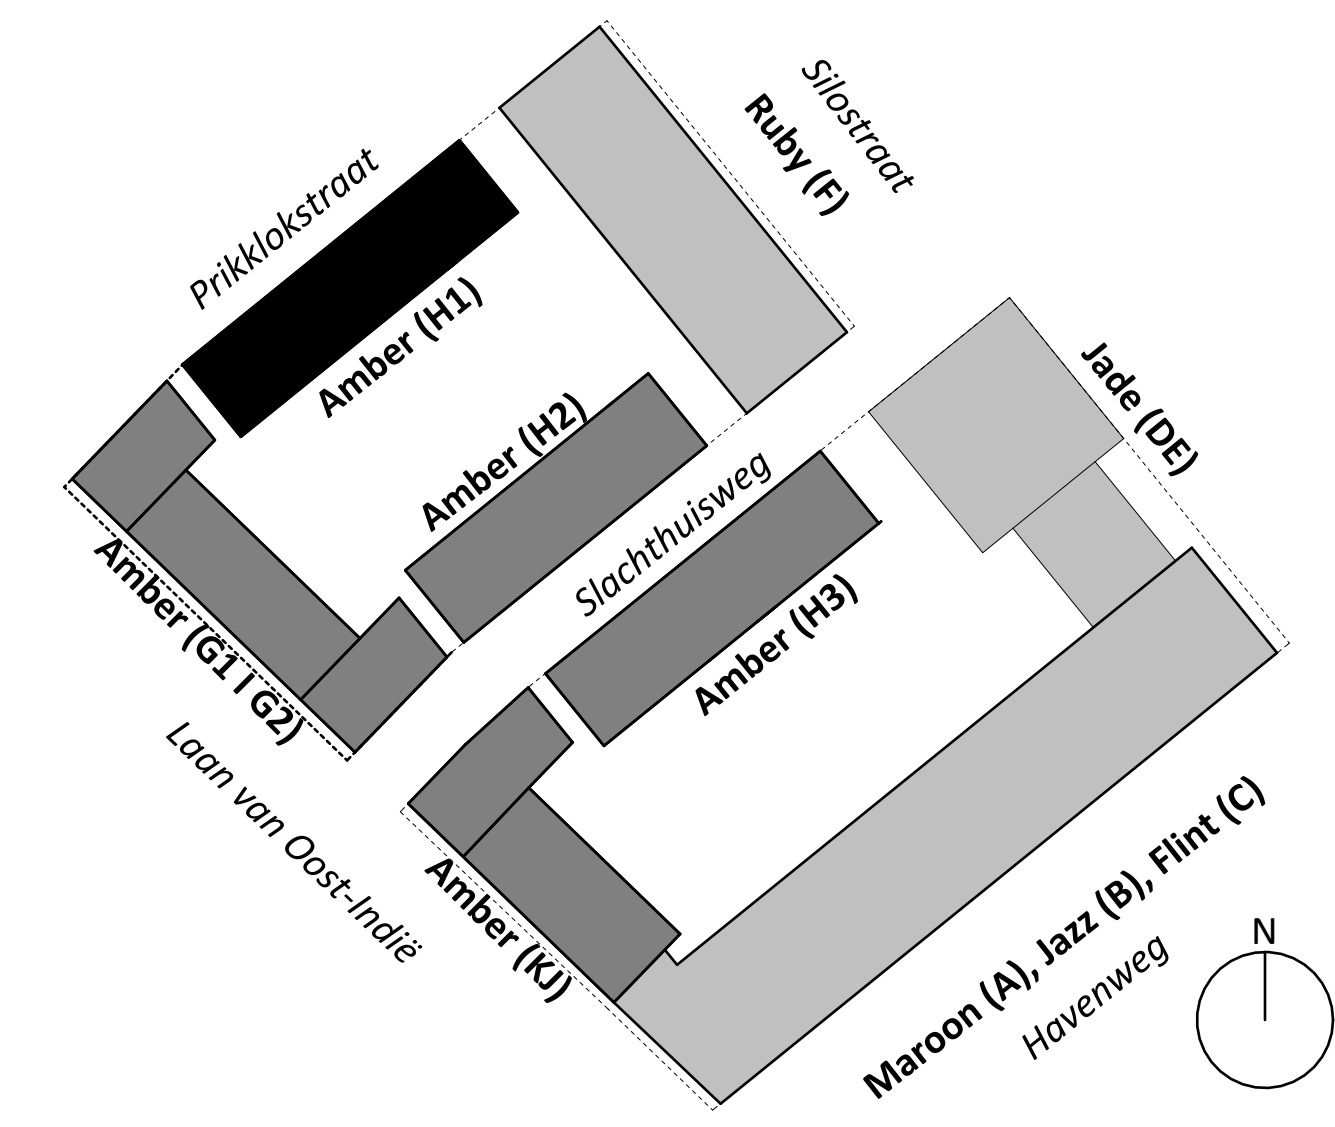 Silostraat
Ruby (F)
Prikklokstraat
Amber (H1)
Jade (DE)
Amber (H2)
Slachthuisweg
Amber (G1 I G2)
Amber (H3)
Laan van Oost-Indië
Amber (KJ)
Maroon (A), Jazz (B), Flint (C)
Havenweg
N